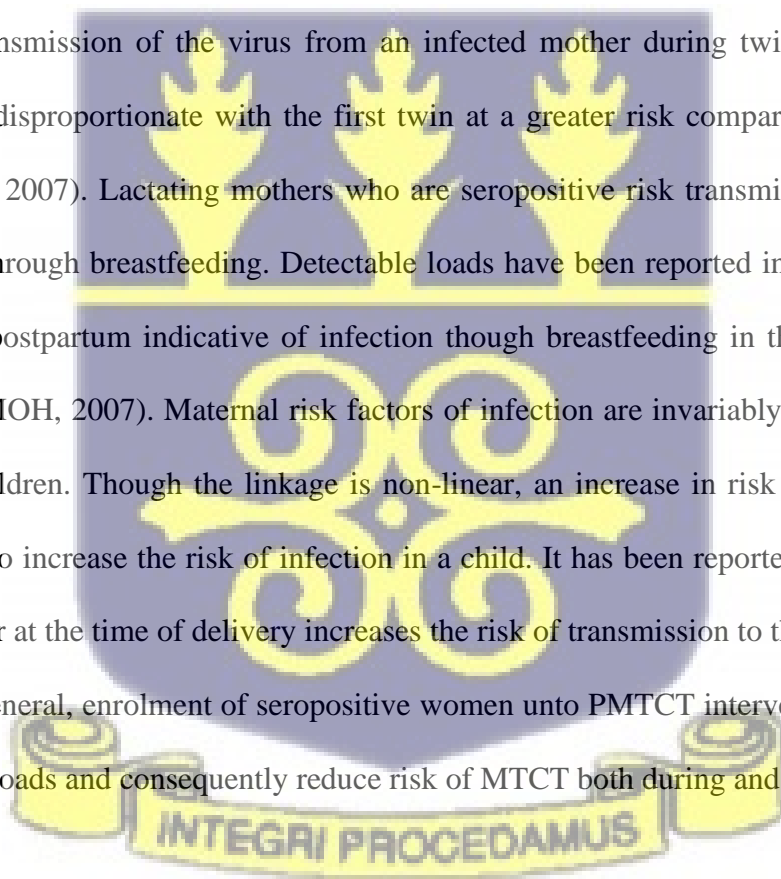 nsmission of the virus from an infected mother during twi
disproportionate with the first twin at a greater risk compar
2007). Lactating mothers who are seropositive risk transmi
hrough breastfeeding. Detectable loads have been reported in
postpartum indicative of infection though breastfeeding in th
IOH, 2007). Maternal risk factors of infection are invariably
ldren. Though the linkage is non-linear, an increase in risk
o increase the risk of infection in a child. It has been reporte
r at the time of delivery increases the risk of transmission to th
eneral, enrolment of seropositive women unto PMTCT interv
oads and consequently reduce risk of MTCT both during and
INTEGRI PROCEDAMUS